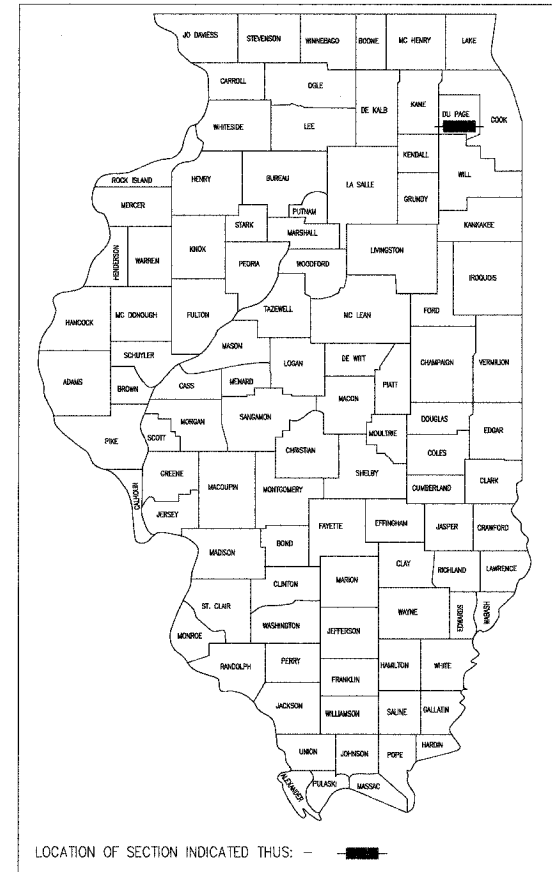 JO DAVIESS STEVENSON WINNEBAGO BOONE MC HENRY LAKE
CARROLL OGLE
DE KALB KANE DU PAGE COOK
WHITESIDE LEE
KENDALL WILL
ROCK ISLAND HENRY BUREAU LA SALLE GRUNDY
MERCER PUTNAM
STARK MARSHALL KANKAKEE
HENDERSON WARREN KNOX PEORIA WOODFORD LIVINGSTON IROQUOIS
TAZEWELL MC LEAN FORD
HANCOCK MC DONOUGH FULTON
MASON
SCHUYLER LOGAN DE WITT CHAMPAIGN VERMILION
ADAMS BROWN CASS MENARD MACON PIATT
MORGAN SANGAMON DOUGLAS
PIKE SCOTT CHRISTIAN MOULTRIE COLES EDGAR
GREENE SHELBY
CALHOUN MACOUPIN MONTGOMERY CUMBERLAND CLARK
JERSEY
FAYETTE EFFINGHAM JASPER CRAWFORD
MADISON BOND
CLAY RICHLAND LAWRENCE
CLINTON MARION
ST. CLAIR WAYNE EDWARDS WABASH
WASHINGTON JEFFERSON
MONROE
RANDOLPH PERRY HAMILTON WHITE
FRANKLIN
JACKSON WILLIAMSON SALINE GALLATIN
UNION JOHNSON POPE HARDIN
ALEXANDER PULASKI MASSAC
LOCATION OF SECTION INDICATED THUS: –